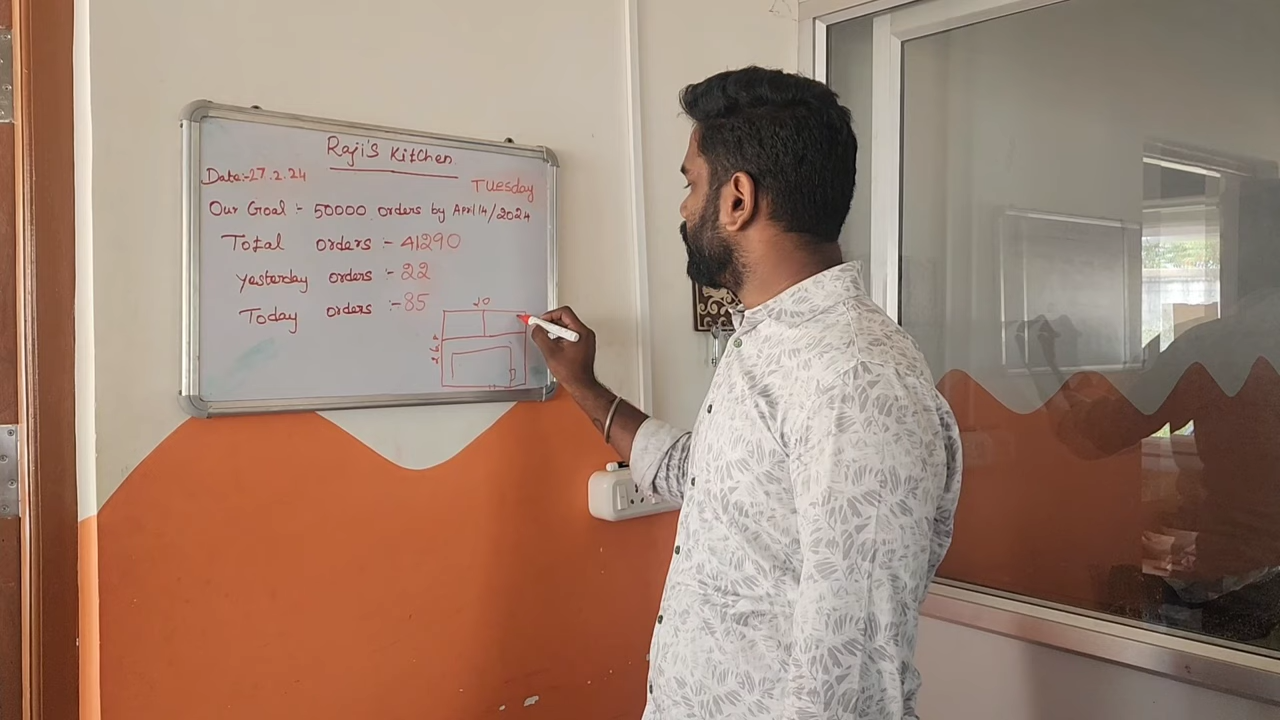 Raji's Kitchen
Date:-27.2.24
Tuesday
Our Goal :- 50000 orders by April 14/2024
Total orders :- 41290
Yesterday orders :- 22
Today orders :- 85
20